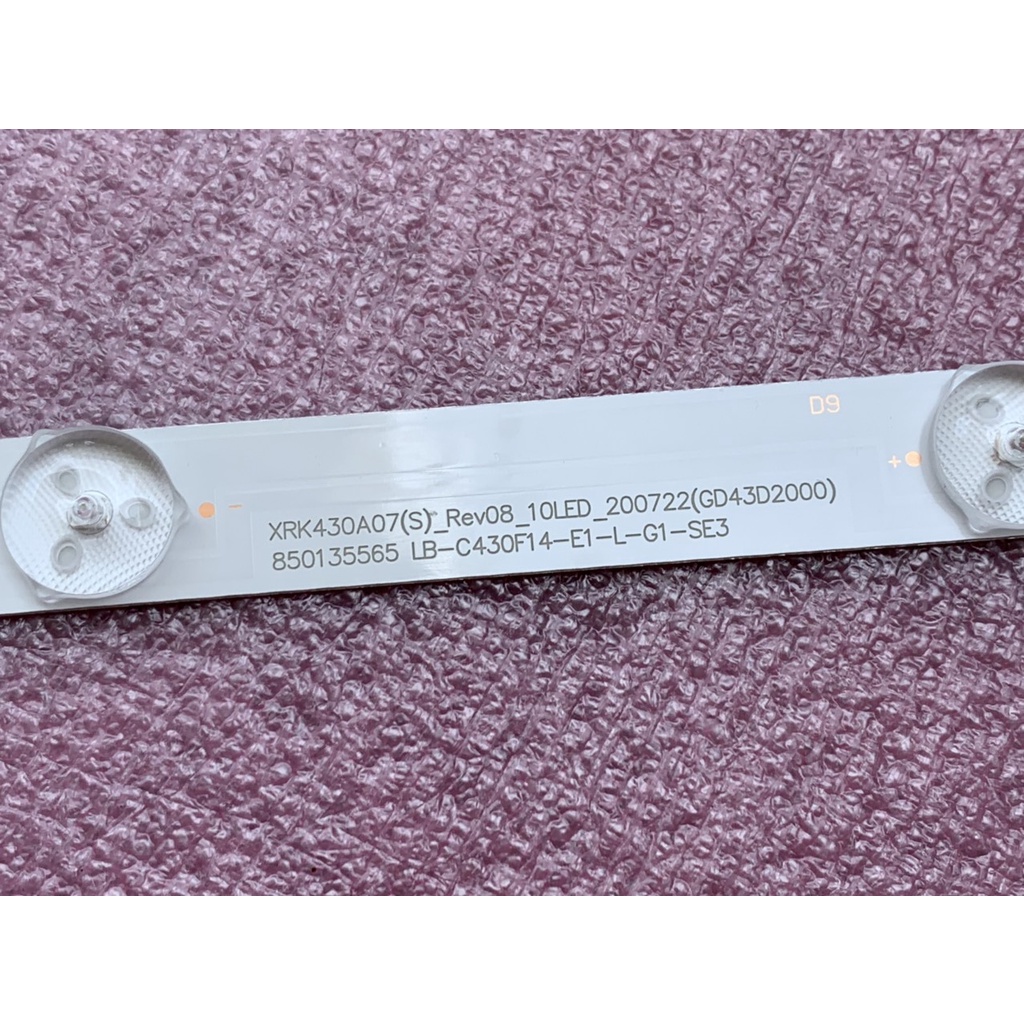 D9
- +
XRK430A07(S)_Rev08_10LED_200722(GD43D2000)
850135565 LB-C430F14-E1-L-G1-SE3